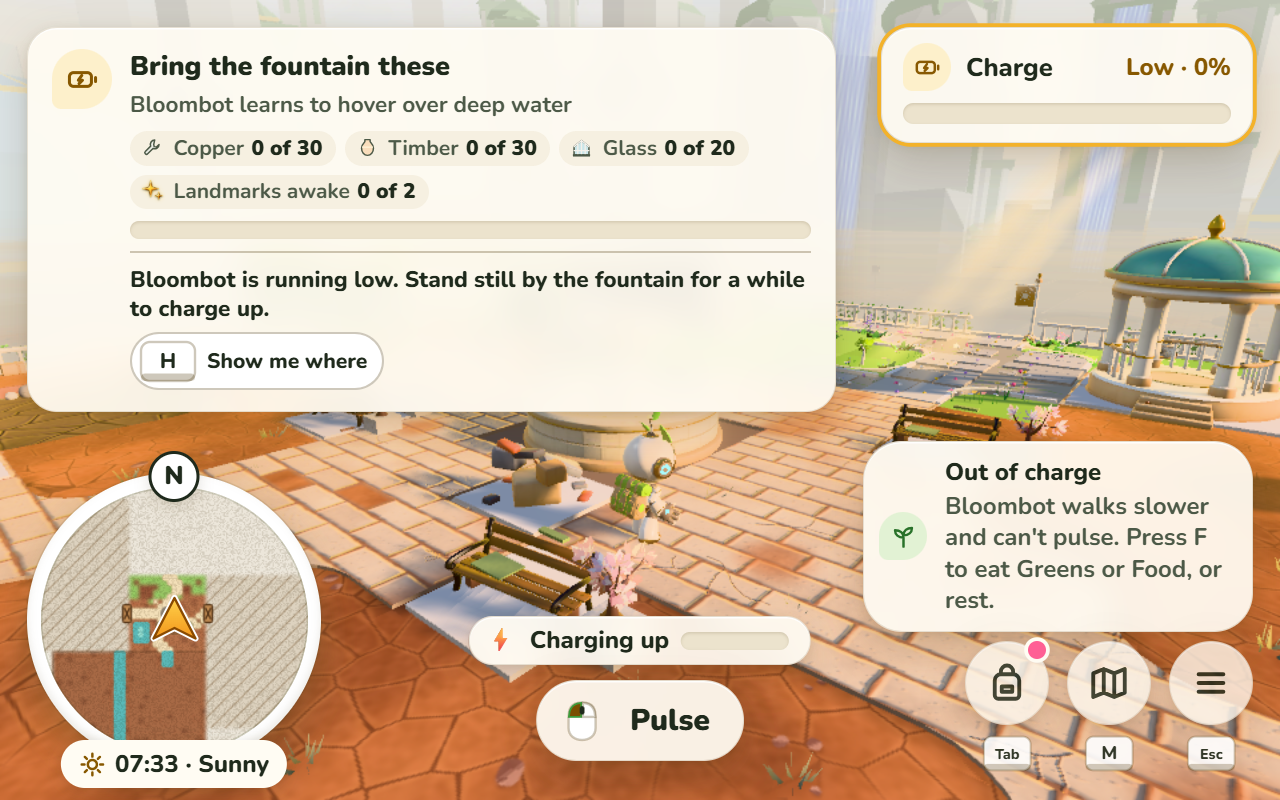 Bring the fountain these
Bloombot learns to hover over deep water
Copper 0 of 30
Timber 0 of 30
Glass 0 of 20
Landmarks awake 0 of 2
Bloombot is running low. Stand still by the fountain for a while
to charge up.
H Show me where
Charge Low · 0%
N
Out of charge
Bloombot walks slower
and can't pulse. Press F
to eat Greens or Food, or
rest.
Charging up
Pulse
07:33 · Sunny
Tab
M
Esc